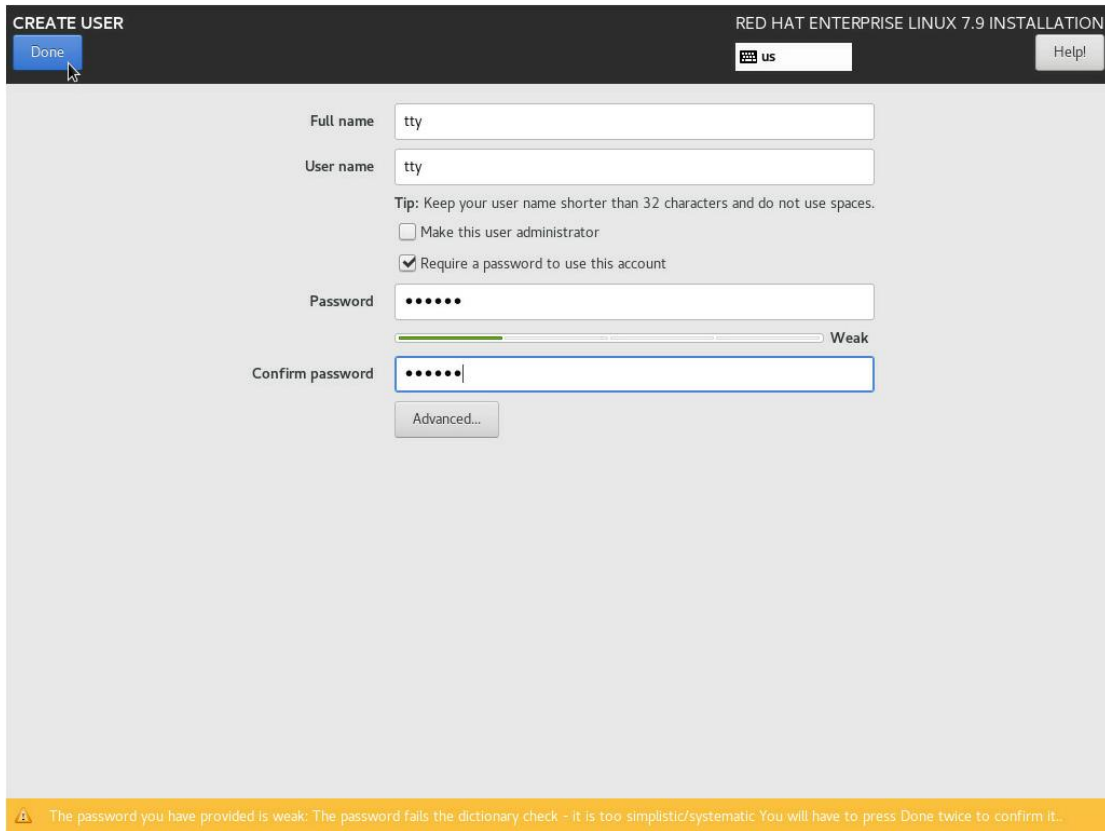 CREATE USER
RED HAT ENTERPRISE LINUX 7.9 INSTALLATION
Done
us
Help!
Full name
tty
User name
tty
Tip: Keep your user name shorter than 32 characters and do not use spaces.
Make this user administrator
Require a password to use this account
Password
••••••
Weak
Confirm password
••••••
Advanced...
The password you have provided is weak: The password fails the dictionary check - it is too simplistic/systematic You will have to press Done twice to confirm it..